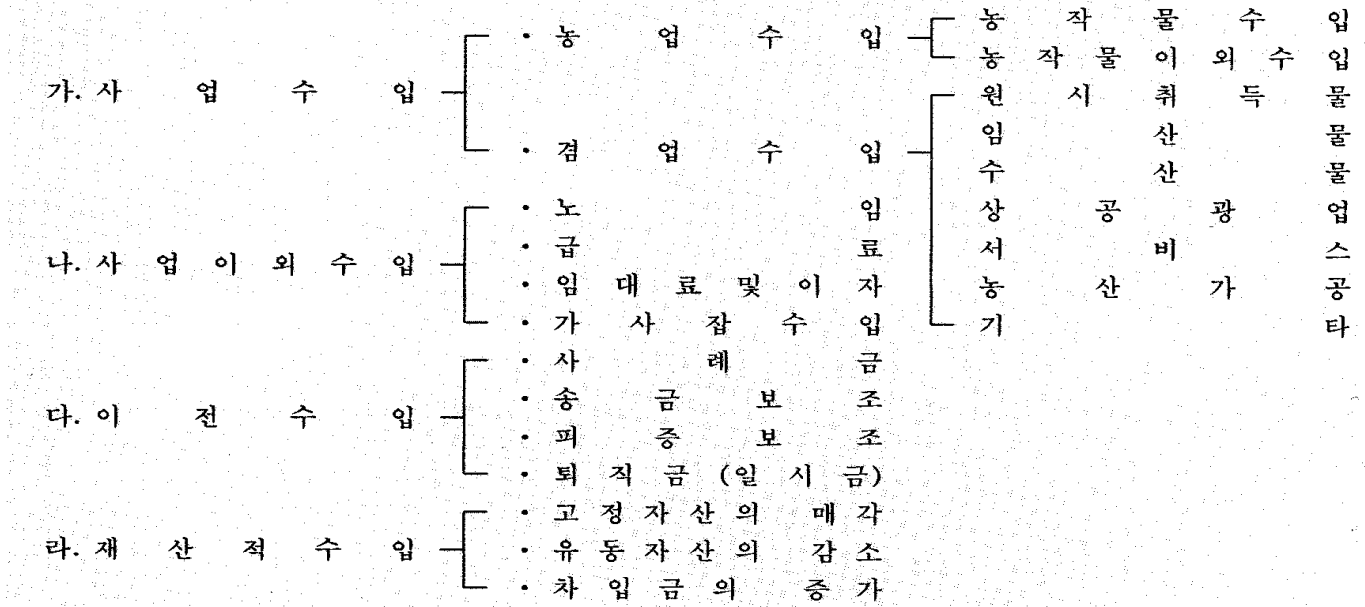 농작물수입
· 농업수입
농작물이외수입
가. 사업수입
원시취득물
임산물
· 겸업수입
수산물
· 노임
상공광업
· 급료
서비스
나. 사업이외수입
· 임대료및이자
농산가공
· 가사잡수입
기타
· 사례금
· 송금보조
다. 이전수입
· 피증보조
· 퇴직금(일시금)
· 고정자산의 매각
라. 재산적수입
· 유동자산의 감소
· 차입금의 증가